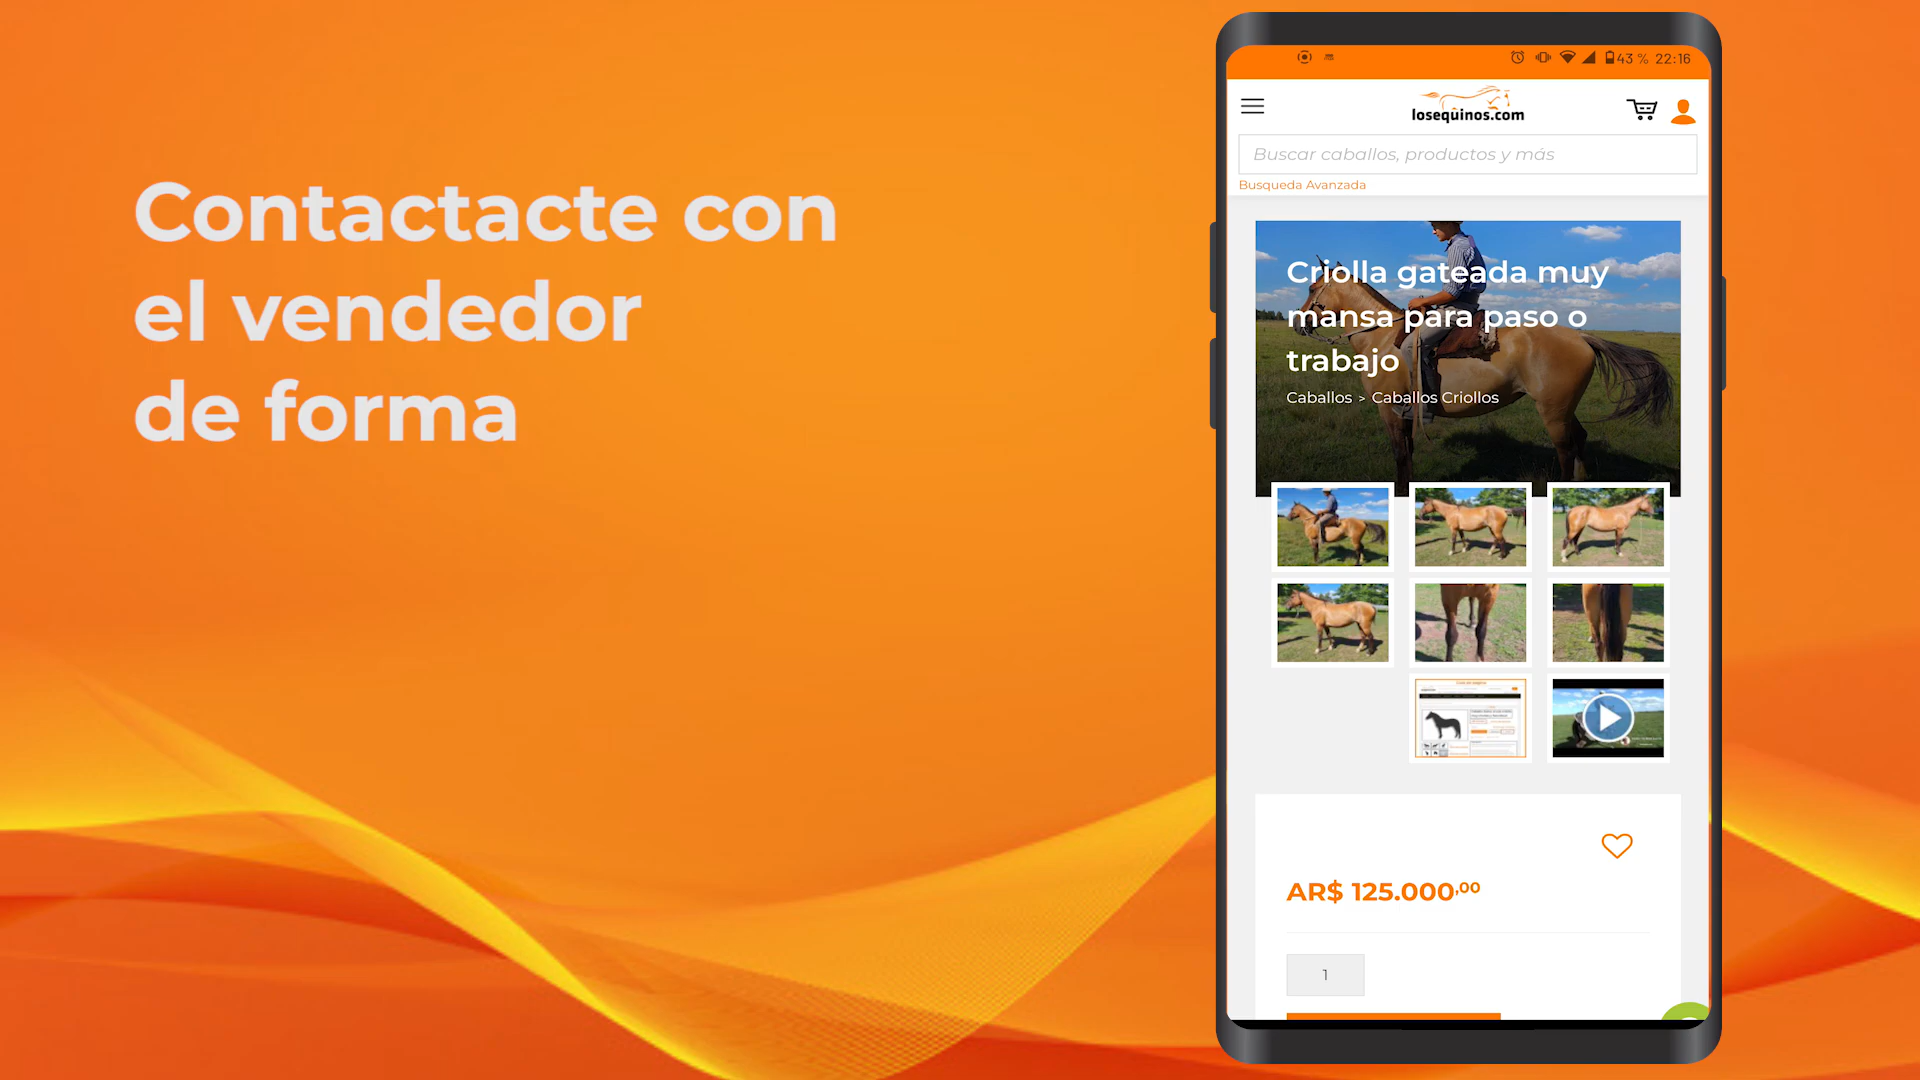 Contactacte con
el vendedor
de forma
43 % 22:16
losequinos.com
Buscar caballos, productos y más
Busqueda Avanzada
Criolla gateada muy
mansa para paso o
trabajo
Caballos > Caballos Criollos
AR$ 125.000,00
1